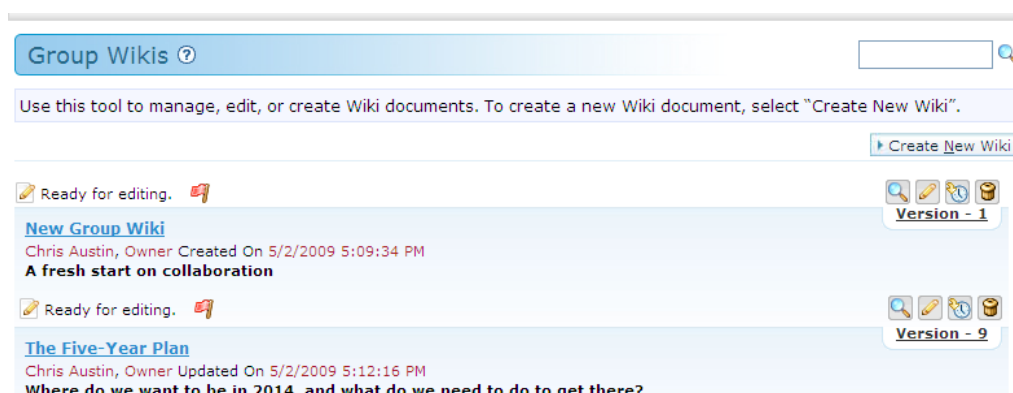 Group Wikis ?
Use this tool to manage, edit, or create Wiki documents. To create a new Wiki document, select “Create New Wiki”.
Create New Wiki
Ready for editing.
Version - 1
New Group Wiki
Chris Austin, Owner Created On 5/2/2009 5:09:34 PM
A fresh start on collaboration
Ready for editing.
Version - 9
The Five-Year Plan
Chris Austin, Owner Updated On 5/2/2009 5:12:16 PM
Where do we want to be in 2014, and what do we need to do to get there?